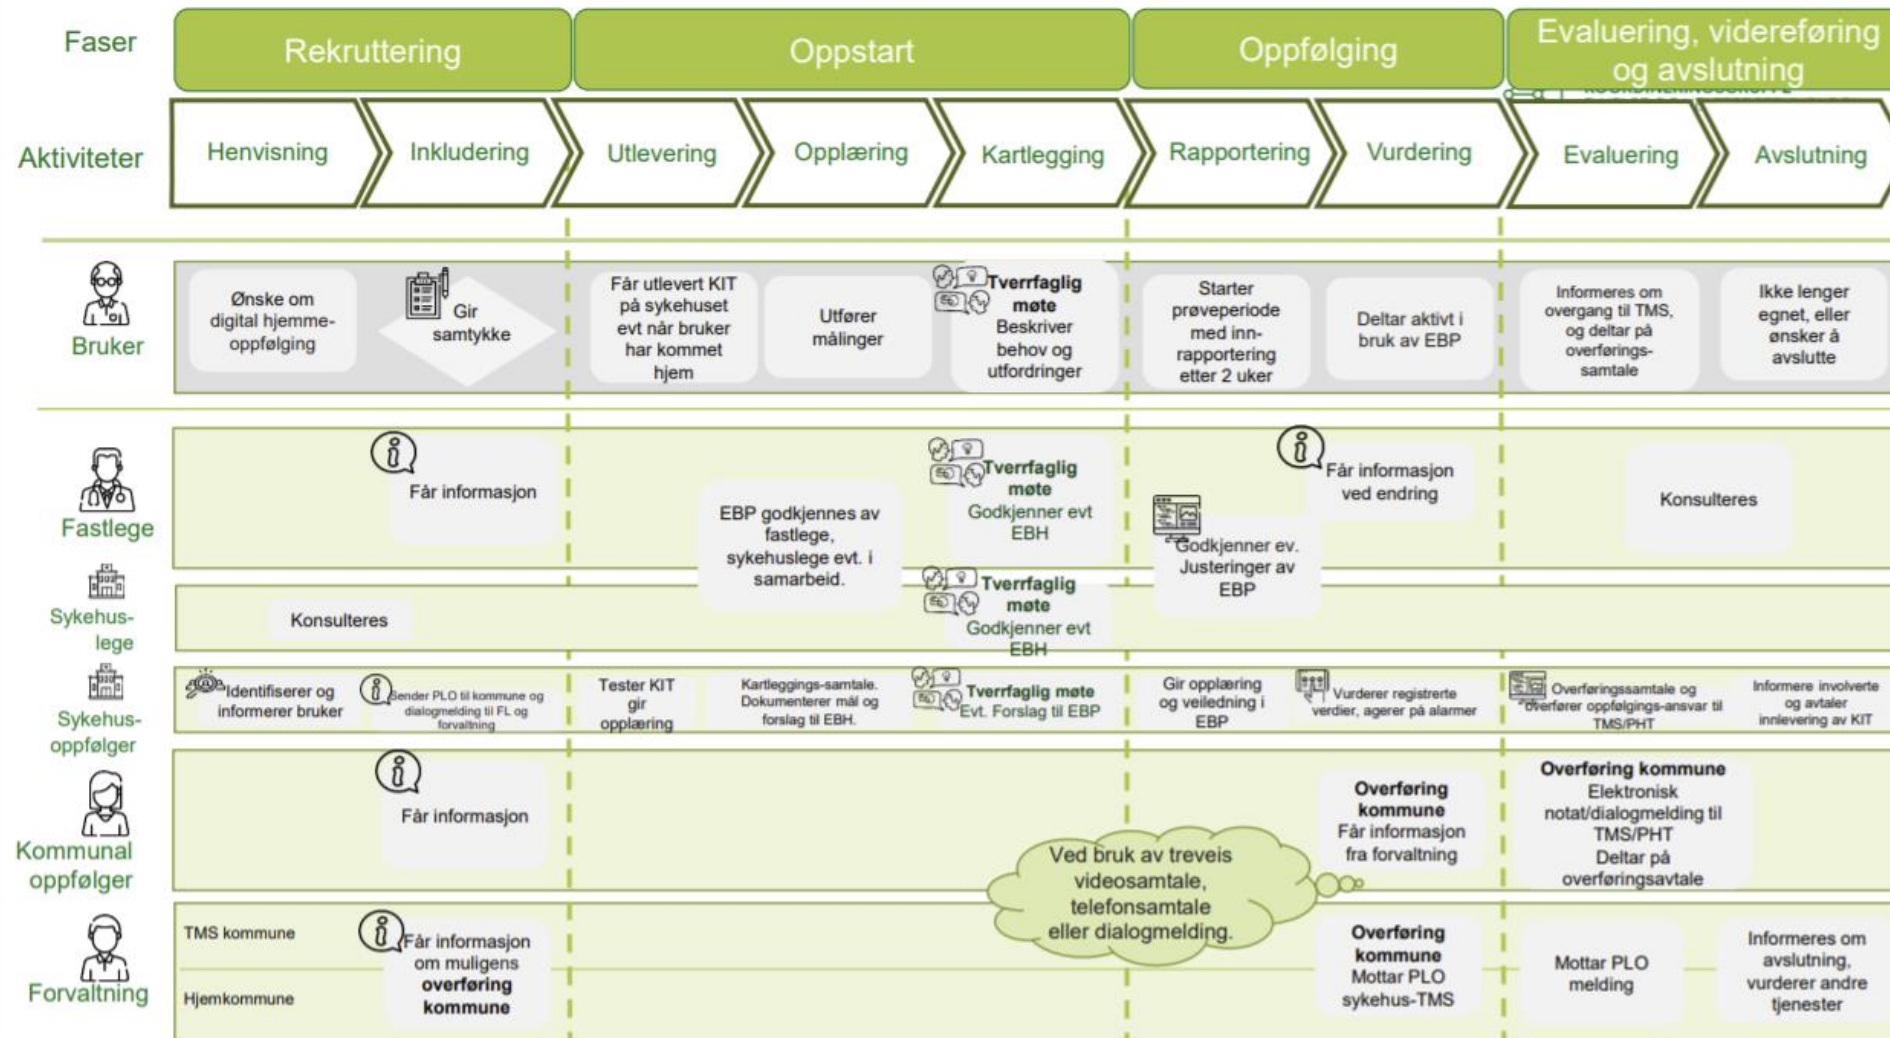 Faser
Rekruttering
Oppstart
Oppfølging
Evaluering, videreføring
og avslutning
Aktiviteter
Henvisning
Inkludering
Utlevering
Opplæring
Kartlegging
Rapportering
Vurdering
Evaluering
Avslutning
Bruker
Ønske om
digital hjemme-
oppfølging
Gir
samtykke
Får utlevert KIT
på sykehuset
evt når bruker
har kommet
hjem
Utfører
målinger
Tverrfaglig
møte
Beskriver
behov og
utfordringer
Starter
prøveperiode
med inn-
rapportering
etter 2 uker
Deltar aktivt i
bruk av EBP
Informeres om
overgang til TMS,
og deltar på
overførings-
samtale
Ikke lenger
egnet, eller
ønsker å
avslutte
Fastlege
Får informasjon
EBP godkjennes av
fastlege,
sykehuslege evt. i
samarbeid.
Tverrfaglig
møte
Godkjenner evt
EBH
Godkjenner ev.
Justeringer av
EBP
Får informasjon
ved endring
Konsulteres
Sykehus-
lege
Konsulteres
Tverrfaglig
møte
Godkjenner evt
EBH
Sykehus-
oppfølger
Identifiserer og
informerer bruker
Sender PLO til kommune og
dialogmelding til FL og
forvaltning
Tester KIT
gir
opplæring
Kartleggings-samtale.
Dokumenterer mål og
forslag til EBH.
Tverrfaglig møte
Evt. Forslag til EBP
Gir opplæring
og veiledning i
EBP
Vurderer registrerte
verdier, agerer på alarmer
Overføringssamtale og
overfører oppfølgings-ansvar til
TMS/PHT
Informere involverte
og avtaler
innlevering av KIT
Kommunal
oppfølger
Får informasjon
Ved bruk av treveis
videosamtale,
telefonsamtale
eller dialogmelding.
Overføring
kommune
Får informasjon
fra forvaltning
Overføring kommune
Elektronisk
notat/dialogmelding til
TMS/PHT
Deltar på
overføringsavtale
Forvaltning
TMS kommune
Hjemkommune
Får informasjon
om muligens
overføring
kommune
Overføring
kommune
Mottar PLO
sykehus-TMS
Mottar PLO
melding
Informeres om
avslutning,
vurderer andre
tjenester